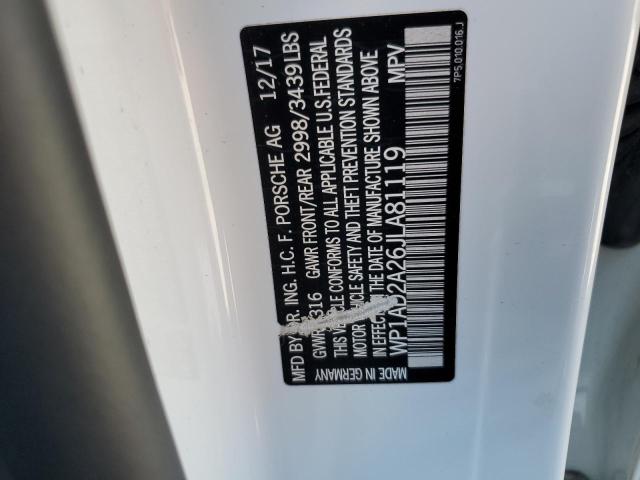 MFD BY DR. ING. H.C. F. PORSCHE AG 12/17
GVWR 316 GAWR FRONT/REAR 2998/3439LBS
THIS VEHICLE CONFORMS TO ALL APPLICABLE U.S.FEDERAL
MOTOR VEHICLE SAFETY AND THEFT PREVENTION STANDARDS
IN EFFECT ON THE DATE OF MANUFACTURE SHOWN ABOVE
WP1AD2A26JLA81119 MPV
MADE IN GERMANY
7P5.010.016.J